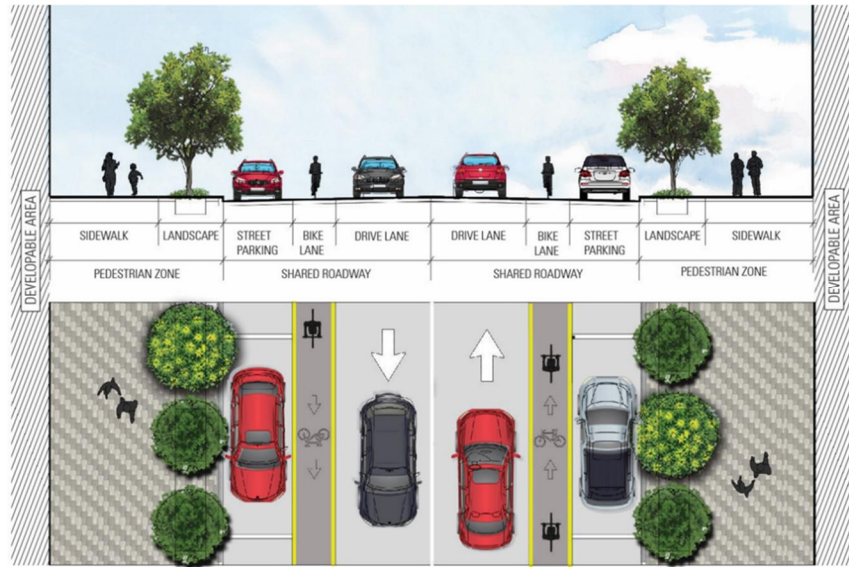 DEVELOPABLE AREA
SIDEWALK
LANDSCAPE
STREET
PARKING
BIKE
LANE
DRIVE LANE
DRIVE LANE
BIKE
LANE
STREET
PARKING
LANDSCAPE
SIDEWALK
PEDESTRIAN ZONE
SHARED ROADWAY
SHARED ROADWAY
PEDESTRIAN ZONE
DEVELOPABLE AREA